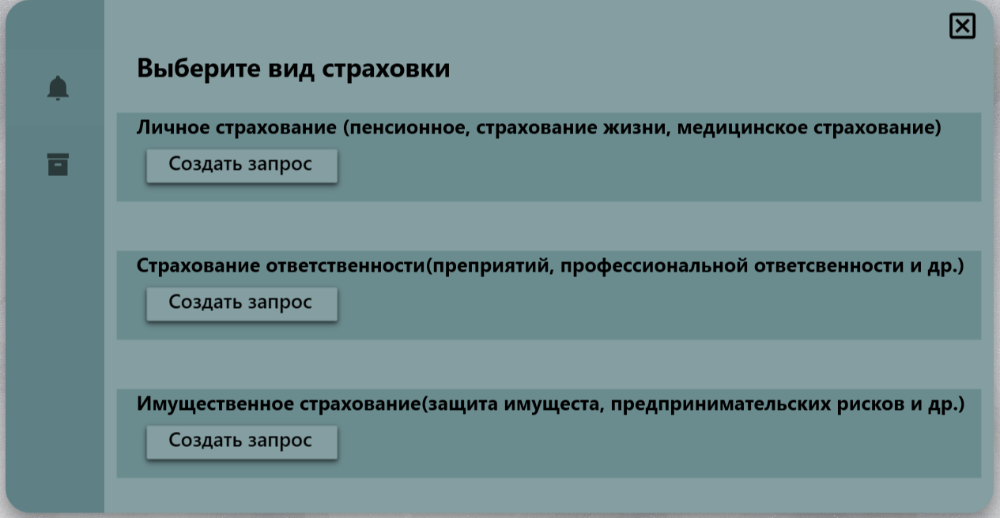 Выберите вид страховки
Личное страхование (пенсионное, страхование жизни, медицинское страхование)
Создать запрос
Страхование ответственности(преприятий, профессиональной ответсвенности и др.)
Создать запрос
Имущественное страхование(защита имущеста, предпринимательских рисков и др.)
Создать запрос